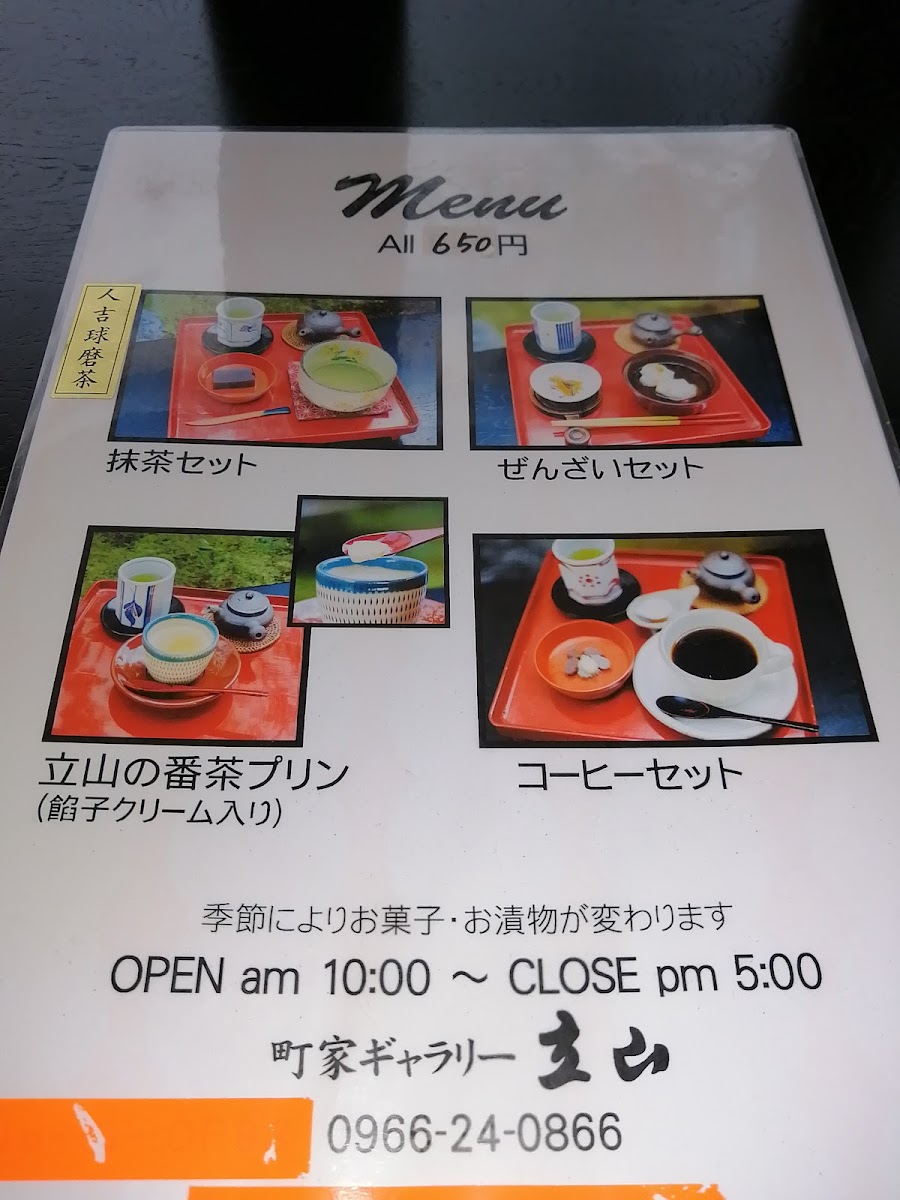 Menu
All 650円
人吉球磨茶
抹茶セット
ぜんざいセット
立山の番茶プリン
(餡子クリーム入り)
コーヒーセット
季節によりお菓子・お漬物が変わります
OPEN am 10:00 ～ CLOSE pm 5:00
町家ギャラリー 立山
0966-24-0866